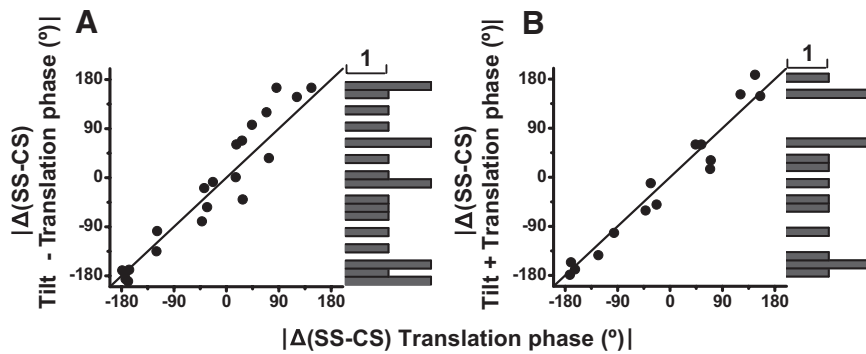 A
B
1
1
|Δ(SS-CS)
Tilt - Translation phase (º)|
180
90
0
-90
-180
-180 -90 0 90 180
|Δ(SS-CS)
Tilt + Translation phase (º)|
180
90
0
-90
-180
-180 -90 0 90 180
|Δ(SS-CS) Translation phase (º)|